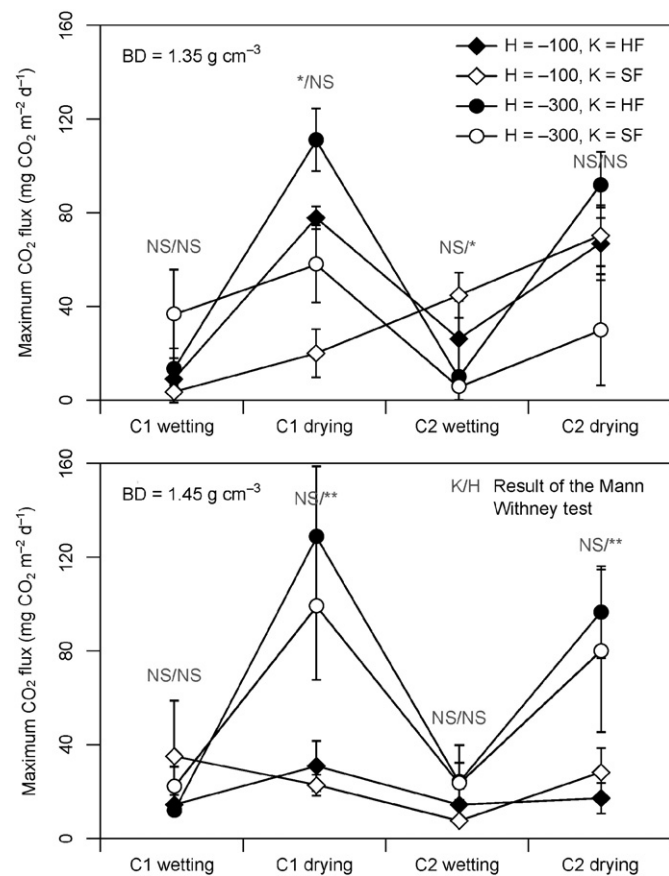 Maximum CO₂ flux (mg CO₂ m⁻² d⁻¹)
160
120
80
40
0
BD = 1.35 g cm⁻³
H = –100, K = HF
H = –100, K = SF
H = –300, K = HF
H = –300, K = SF
NS/NS
*/NS
NS/*
NS/NS
C1 wetting
C1 drying
C2 wetting
C2 drying
Maximum CO₂ flux (mg CO₂ m⁻² d⁻¹)
160
120
80
40
0
BD = 1.45 g cm⁻³
K/H Result of the Mann
Withney test
NS/NS
NS/**
NS/NS
NS/**
C1 wetting
C1 drying
C2 wetting
C2 drying